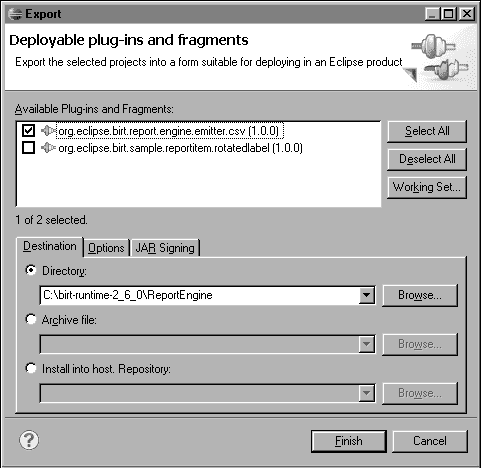 Export
Deployable plug-ins and fragments
Export the selected projects into a form suitable for deploying in an Eclipse product
Available Plug-ins and Fragments:
org.eclipse.birt.report.engine.emitter.csv (1.0.0)
org.eclipse.birt.sample.reportitem.rotatedlabel (1.0.0)
Select All
Deselect All
Working Set...
1 of 2 selected.
Destination Options JAR Signing
Directory:
C:\birt-runtime-2_6_0\ReportEngine Browse...
Archive file:
Browse...
Install into host. Repository:
Browse...
? Finish Cancel